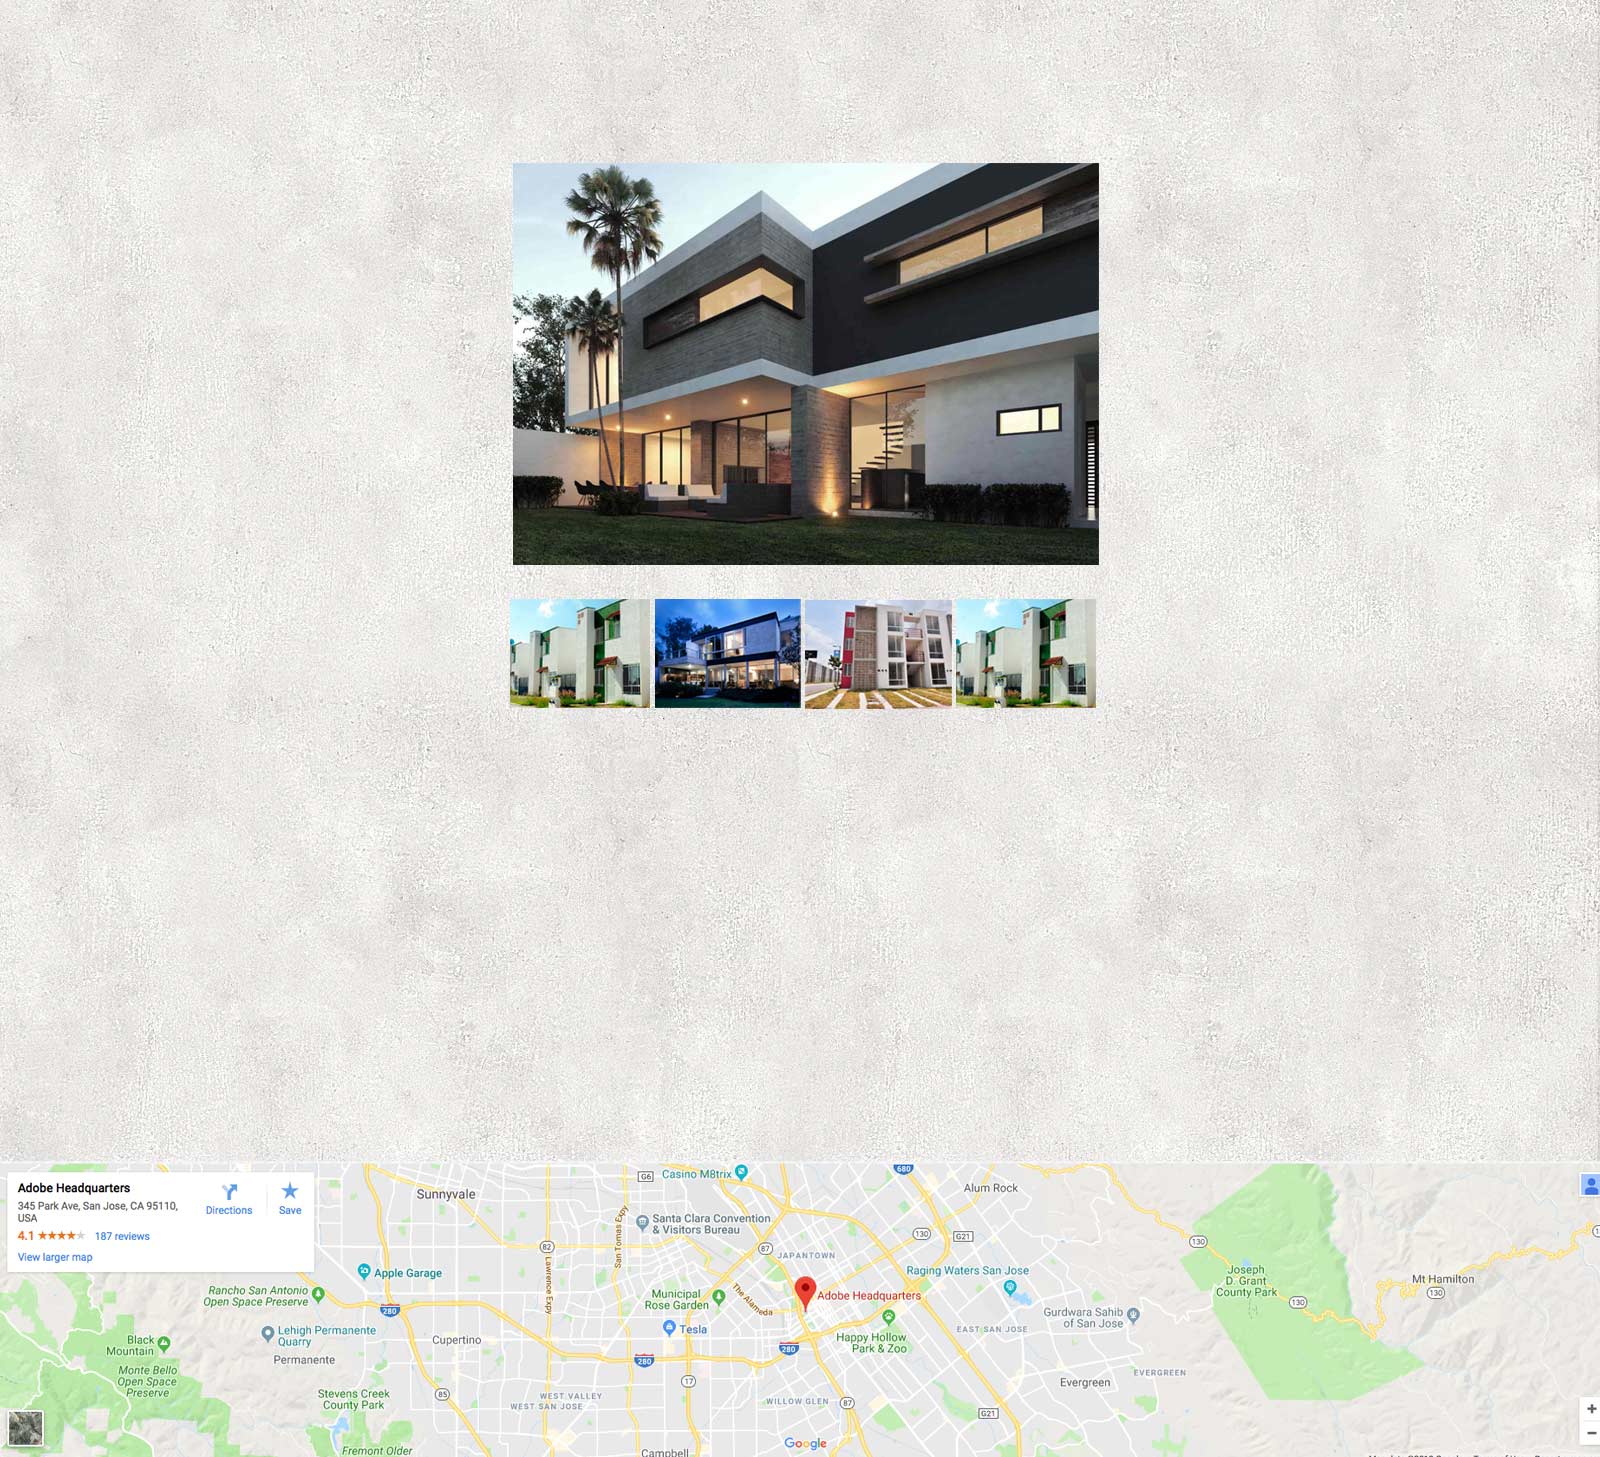 Adobe Headquarters
345 Park Ave, San Jose, CA 95110,
USA
4.1
187 reviews
View larger map
Directions
Save
Sunnyvale
G6
Casino M8trix
680
Alum Rock
Santa Clara Convention
& Visitors Bureau
San Tomas Expy
82
Lawrence Expy
87
JAPANTOWN
130
G21
130
Apple Garage
Raging Waters San Jose
Joseph
D. Grant
County Park
Mt Hamilton
130
130
Rancho San Antonio
Open Space Preserve
280
Municipal
Rose Garden
The Alameda
Adobe Headquarters
Gurdwara Sahib
of San Jose
Lehigh Permanente
Quarry
Permanente
Cupertino
Tesla
280
280
Happy Hollow
Park & Zoo
EAST SAN JOSE
Black
Mountain
Monte Bello
Open Space
Preserve
17
Evergreen
EVERGREEN
Stevens Creek
County Park
85
WEST VALLEY
WEST SAN JOSE
WILLOW GLEN
87
G21
Fremont Older
Campbell
Google